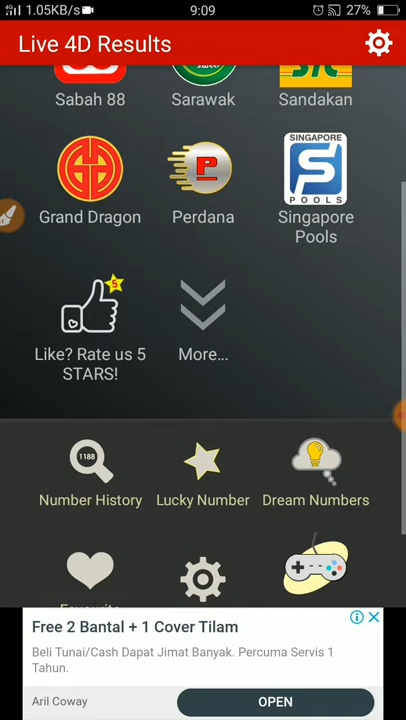 4G 1.05KB/s 9:09 27%
Live 4D Results
Sabah 88 Sarawak Sandakan
SINGAPORE
POOLS
Grand Dragon Perdana Singapore
Pools
5
Like? Rate us 5
STARS!
More...
1188
Number History Lucky Number Dream Numbers
Free 2 Bantal + 1 Cover Tilam
Beli Tunai/Cash Dapat Jimat Banyak. Percuma Servis 1
Tahun.
Aril Coway OPEN